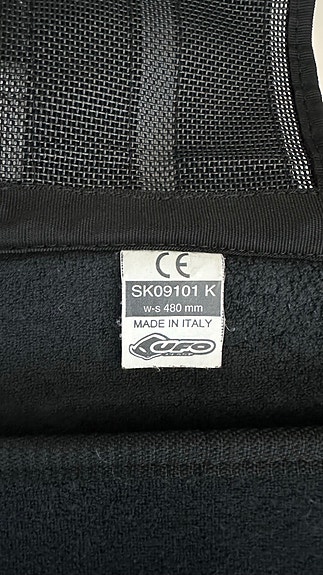 CE
SK09101 K
w-s 480 mm
MADE IN ITALY
UFO